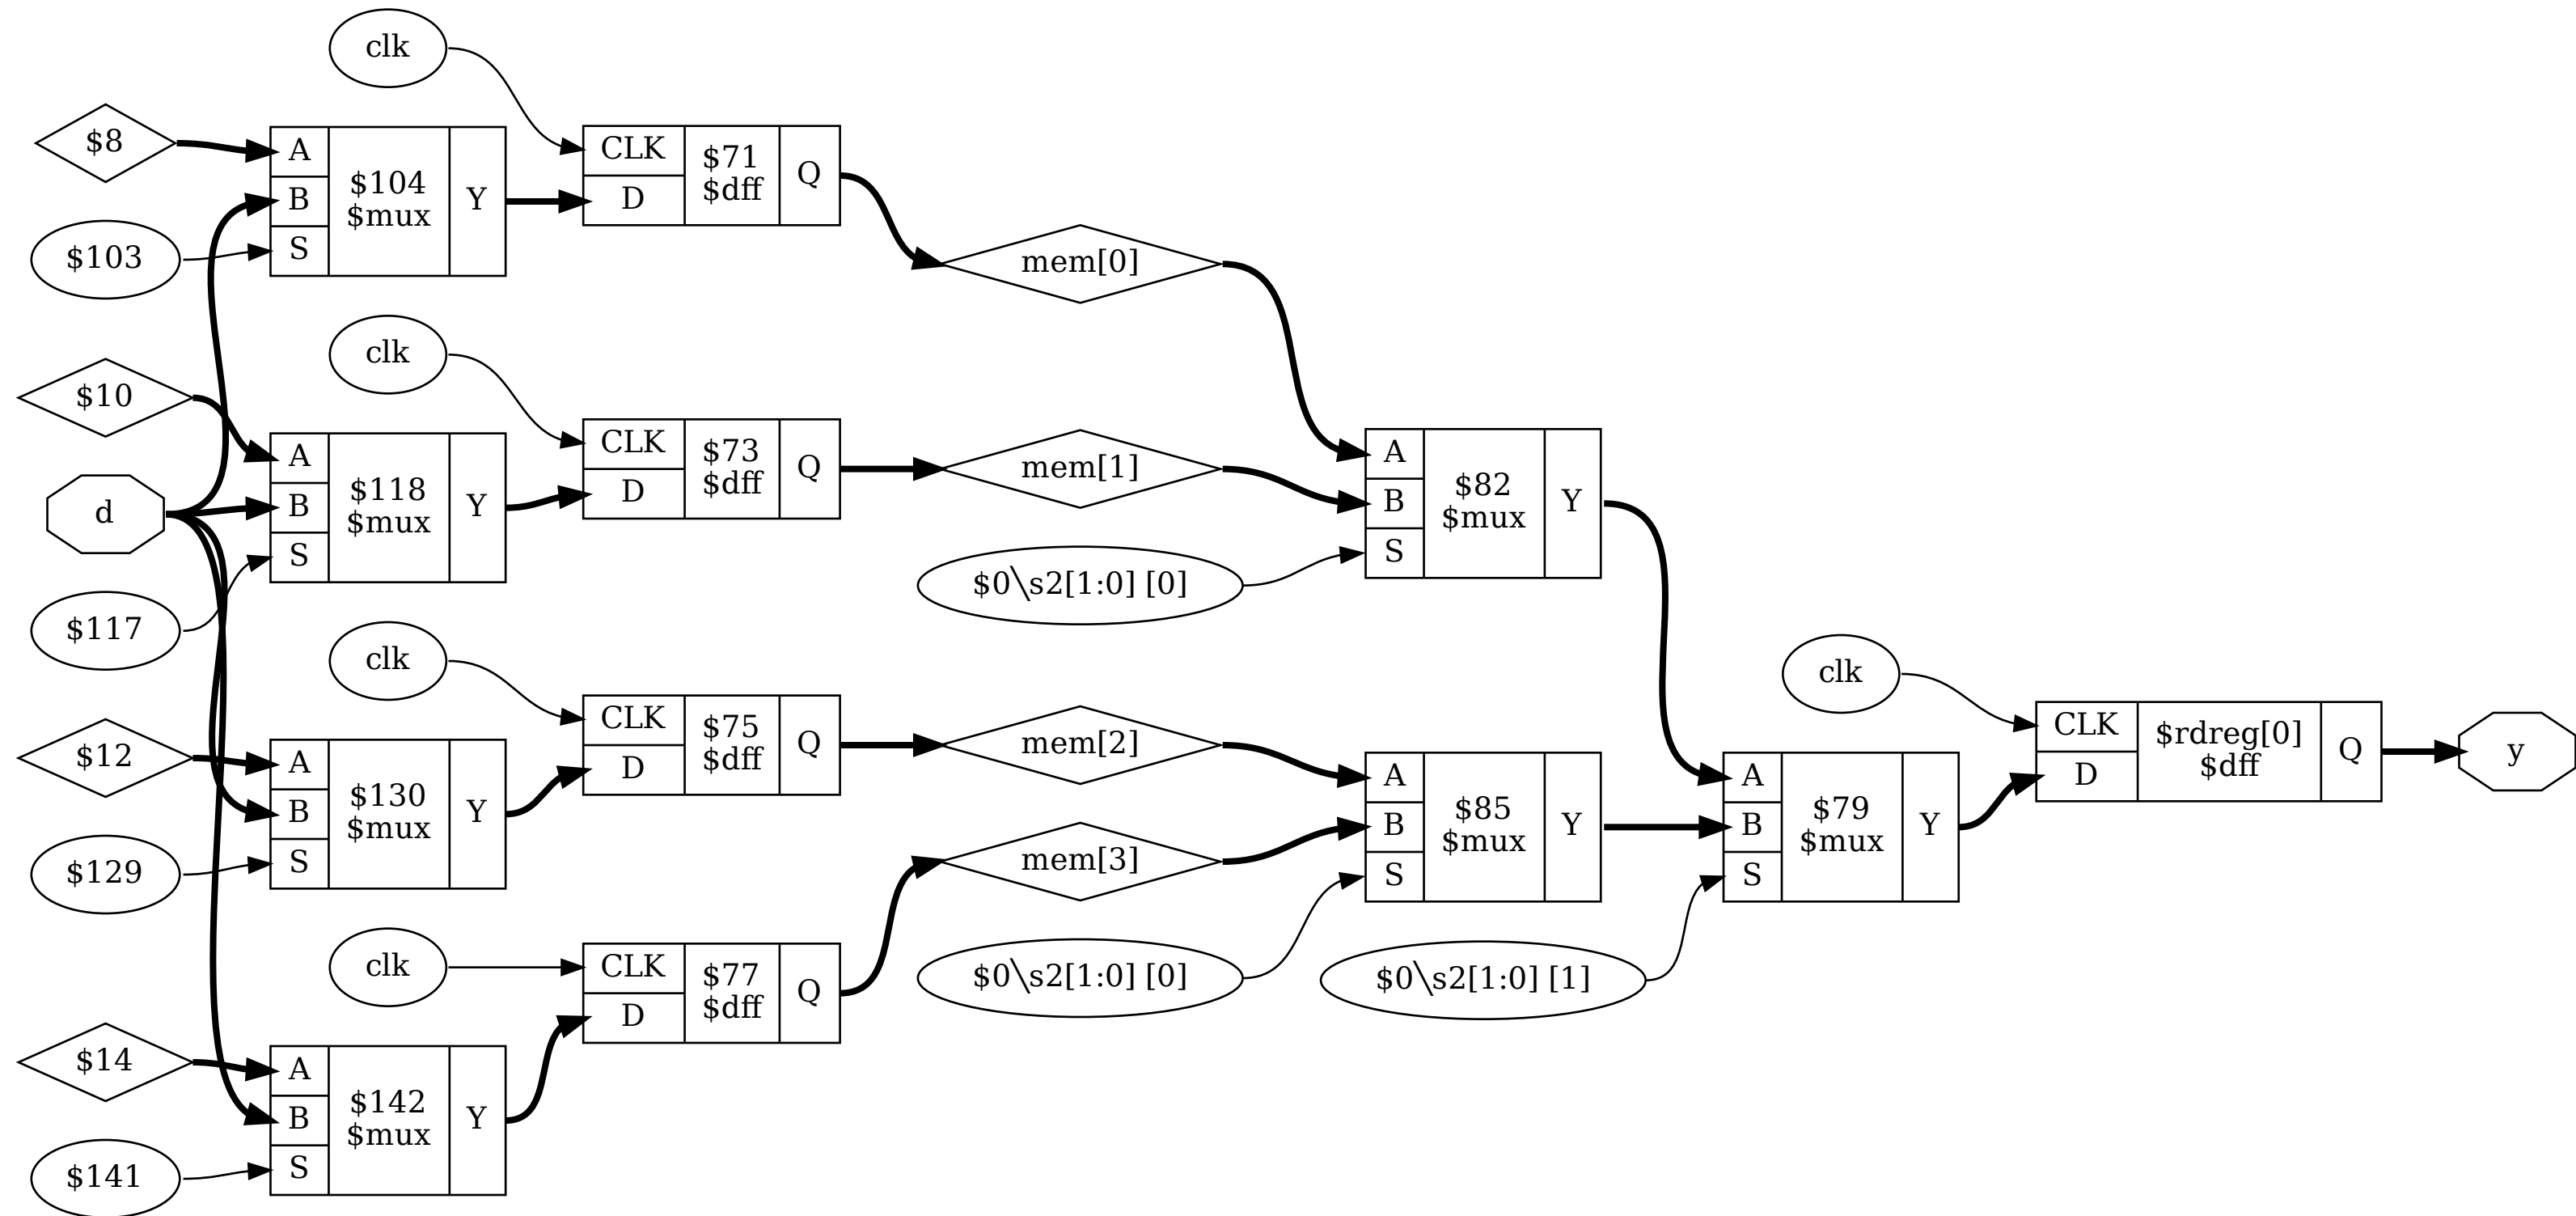 clk
$8
A
B
S
$104
$mux
Y
CLK
D
$71
$dff
Q
$103
mem[0]
clk
$10
A
B
S
$118
$mux
Y
CLK
D
$73
$dff
Q
mem[1]
A
B
S
$82
$mux
Y
d
$0\s2[1:0] [0]
$117
clk
clk
$12
A
B
S
$130
$mux
Y
CLK
D
$75
$dff
Q
mem[2]
A
B
S
$85
$mux
Y
A
B
S
$79
$mux
Y
CLK
D
$rdreg[0]
$dff
Q
y
mem[3]
$129
clk
CLK
D
$77
$dff
Q
$0\s2[1:0] [0]
$0\s2[1:0] [1]
$14
A
B
S
$142
$mux
Y
$141